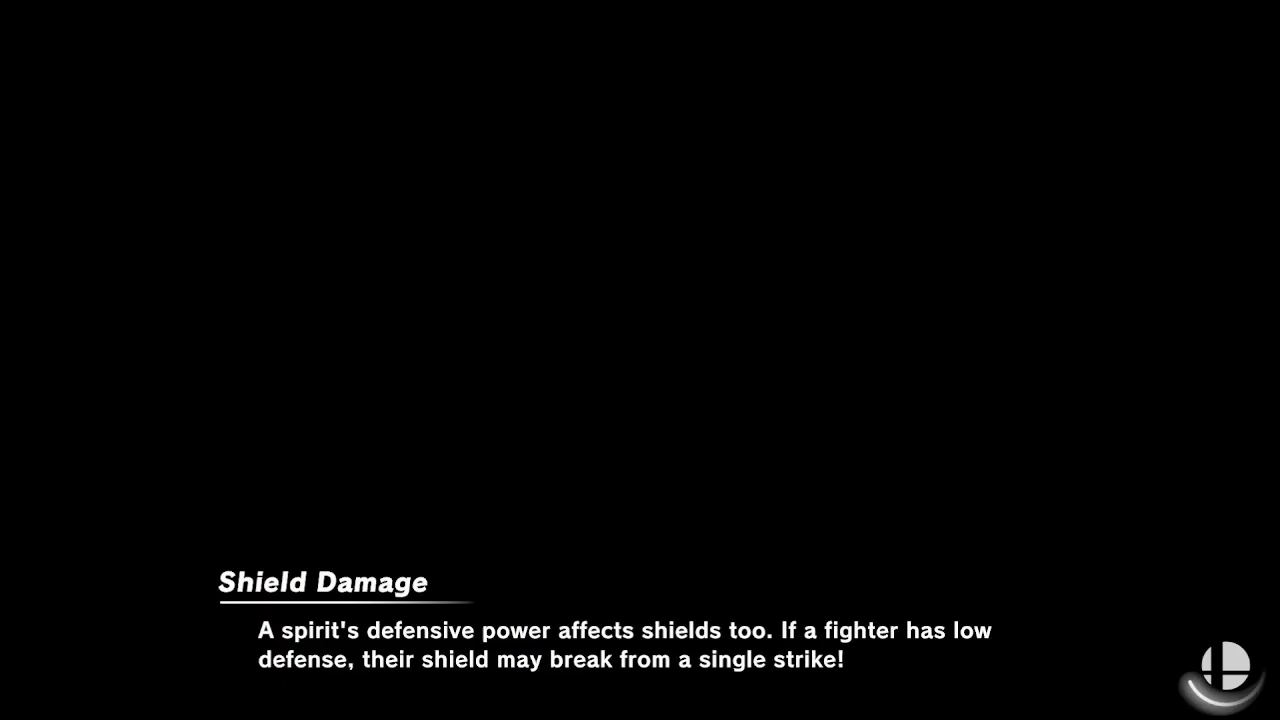 Shield Damage
A spirit's defensive power affects shields too. If a fighter has low
defense, their shield may break from a single strike!